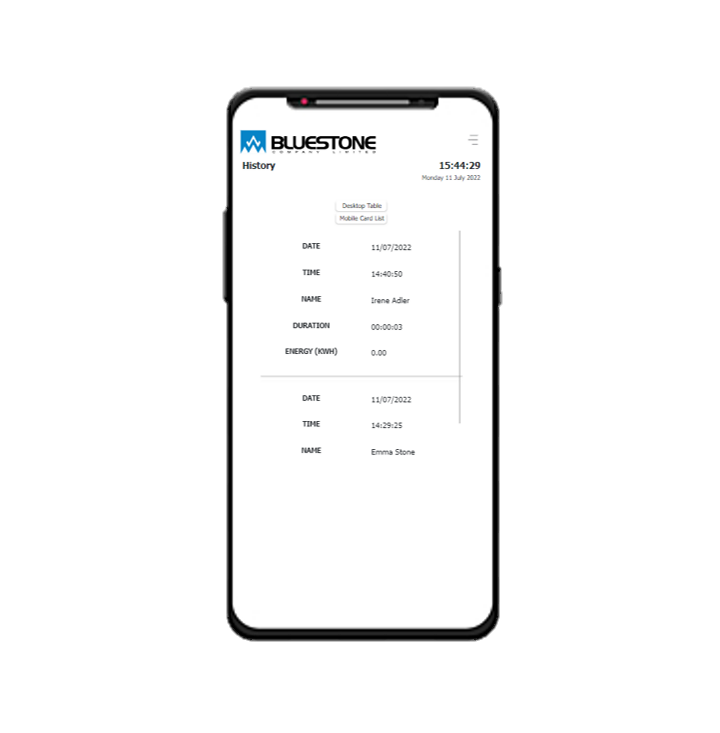 BLUESTONE
COMPANY LIMITED
History
15:44:29
Monday 11 July 2022
Desktop Table
Mobile Card List
DATE 11/07/2022
TIME 14:40:50
NAME Irene Adler
DURATION 00:00:03
ENERGY (KWH) 0.00
DATE 11/07/2022
TIME 14:29:25
NAME Emma Stone